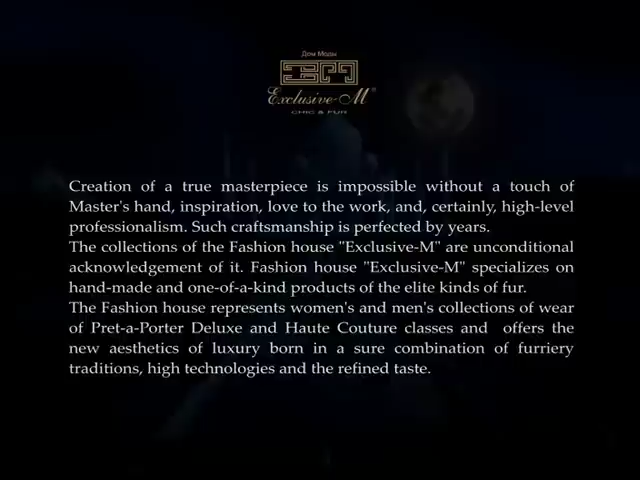 Дом Моды
Exclusive-M®
CHIC & FUR
Creation of a true masterpiece is impossible without a touch of
Master's hand, inspiration, love to the work, and, certainly, high-level
professionalism. Such craftsmanship is perfected by years.
The collections of the Fashion house "Exclusive-M" are unconditional
acknowledgement of it. Fashion house "Exclusive-M" specializes on
hand-made and one-of-a-kind products of the elite kinds of fur.
The Fashion house represents women's and men's collections of wear
of Pret-a-Porter Deluxe and Haute Couture classes and offers the
new aesthetics of luxury born in a sure combination of furriery
traditions, high technologies and the refined taste.